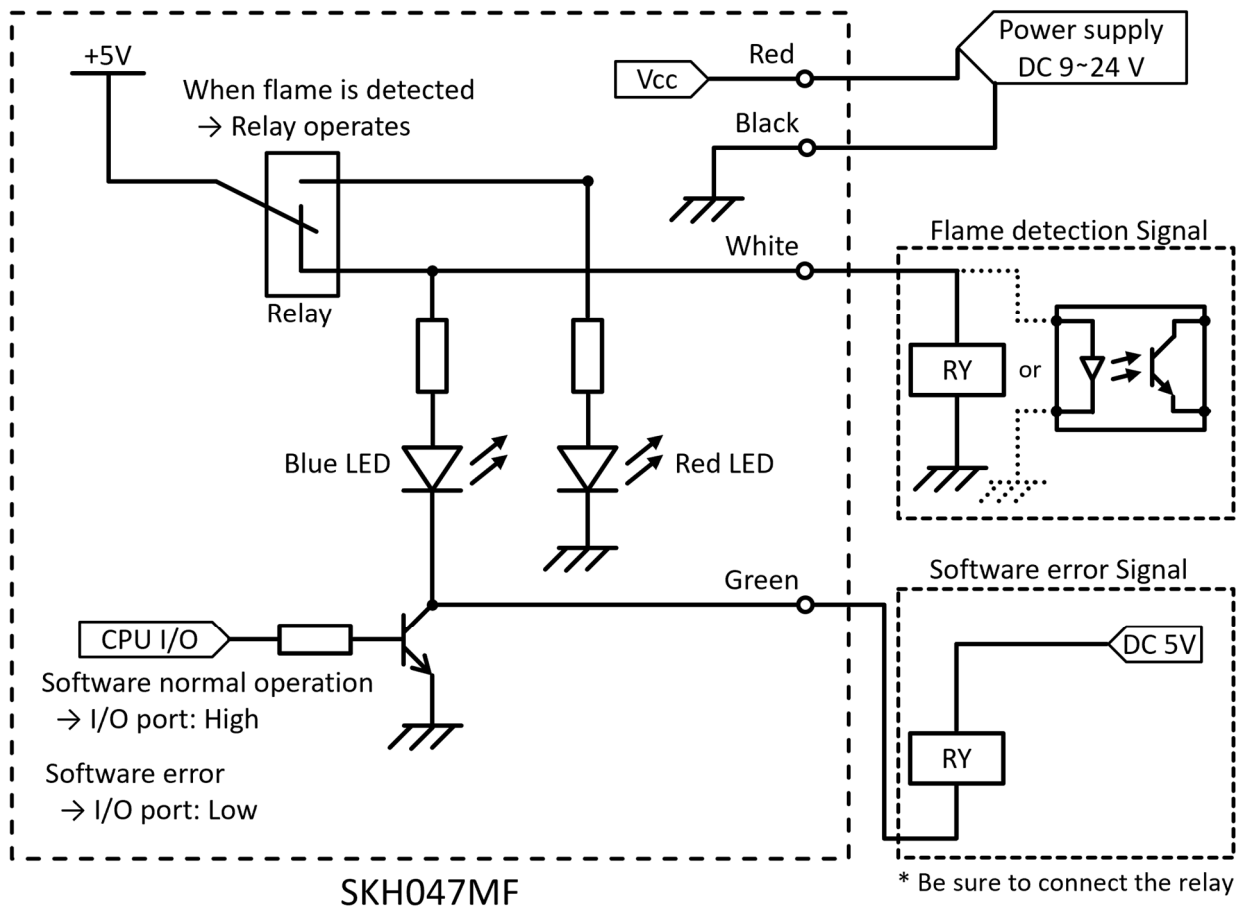 +5V
When flame is detected
→ Relay operates
Relay
Vcc
Red
Power supply
DC 9~24 V
Black
White
Flame detection Signal
RY
or
Blue LED
Red LED
Green
Software error Signal
DC 5V
RY
CPU I/O
Software normal operation
→ I/O port: High
Software error
→ I/O port: Low
* Be sure to connect the relay
SKH047MF